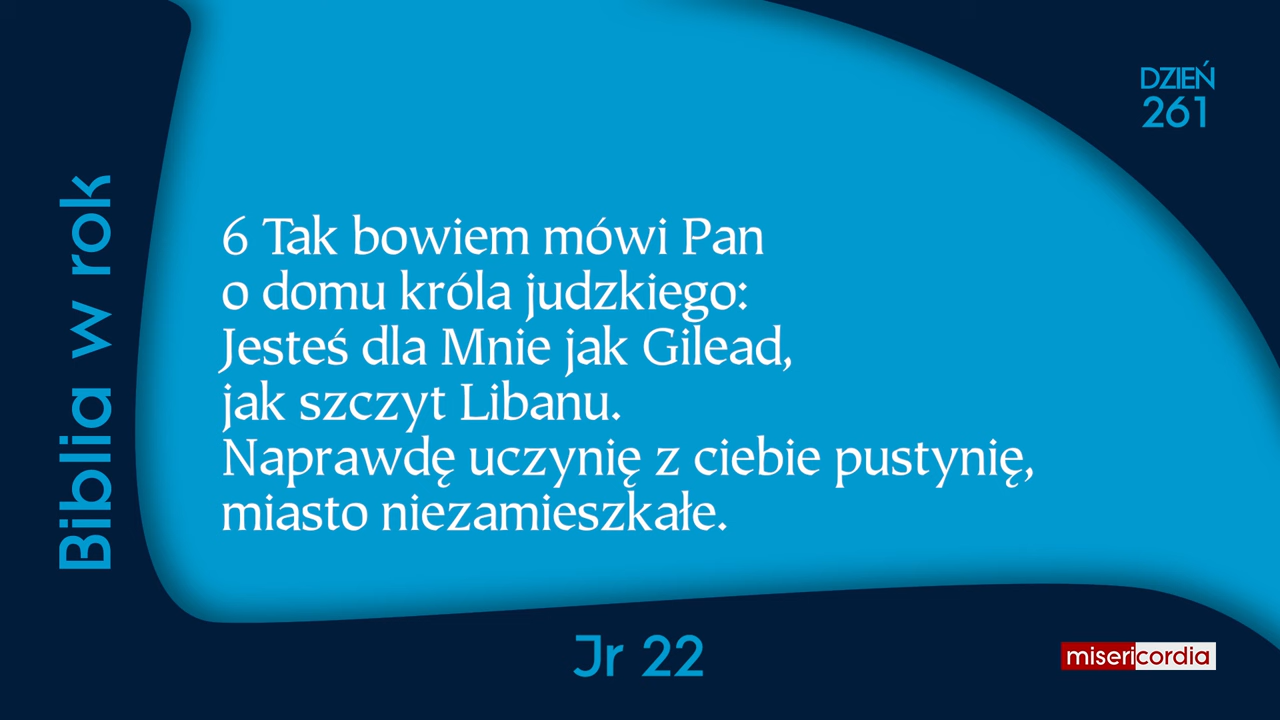 DZIEŃ
261
Biblia w rok
6 Tak bowiem mówi Pan
o domu króla judzkiego:
Jesteś dla Mnie jak Gilead,
jak szczyt Libanu.
Naprawdę uczynię z ciebie pustynię,
miasto niezamieszkałe.
Jr 22
misericordia